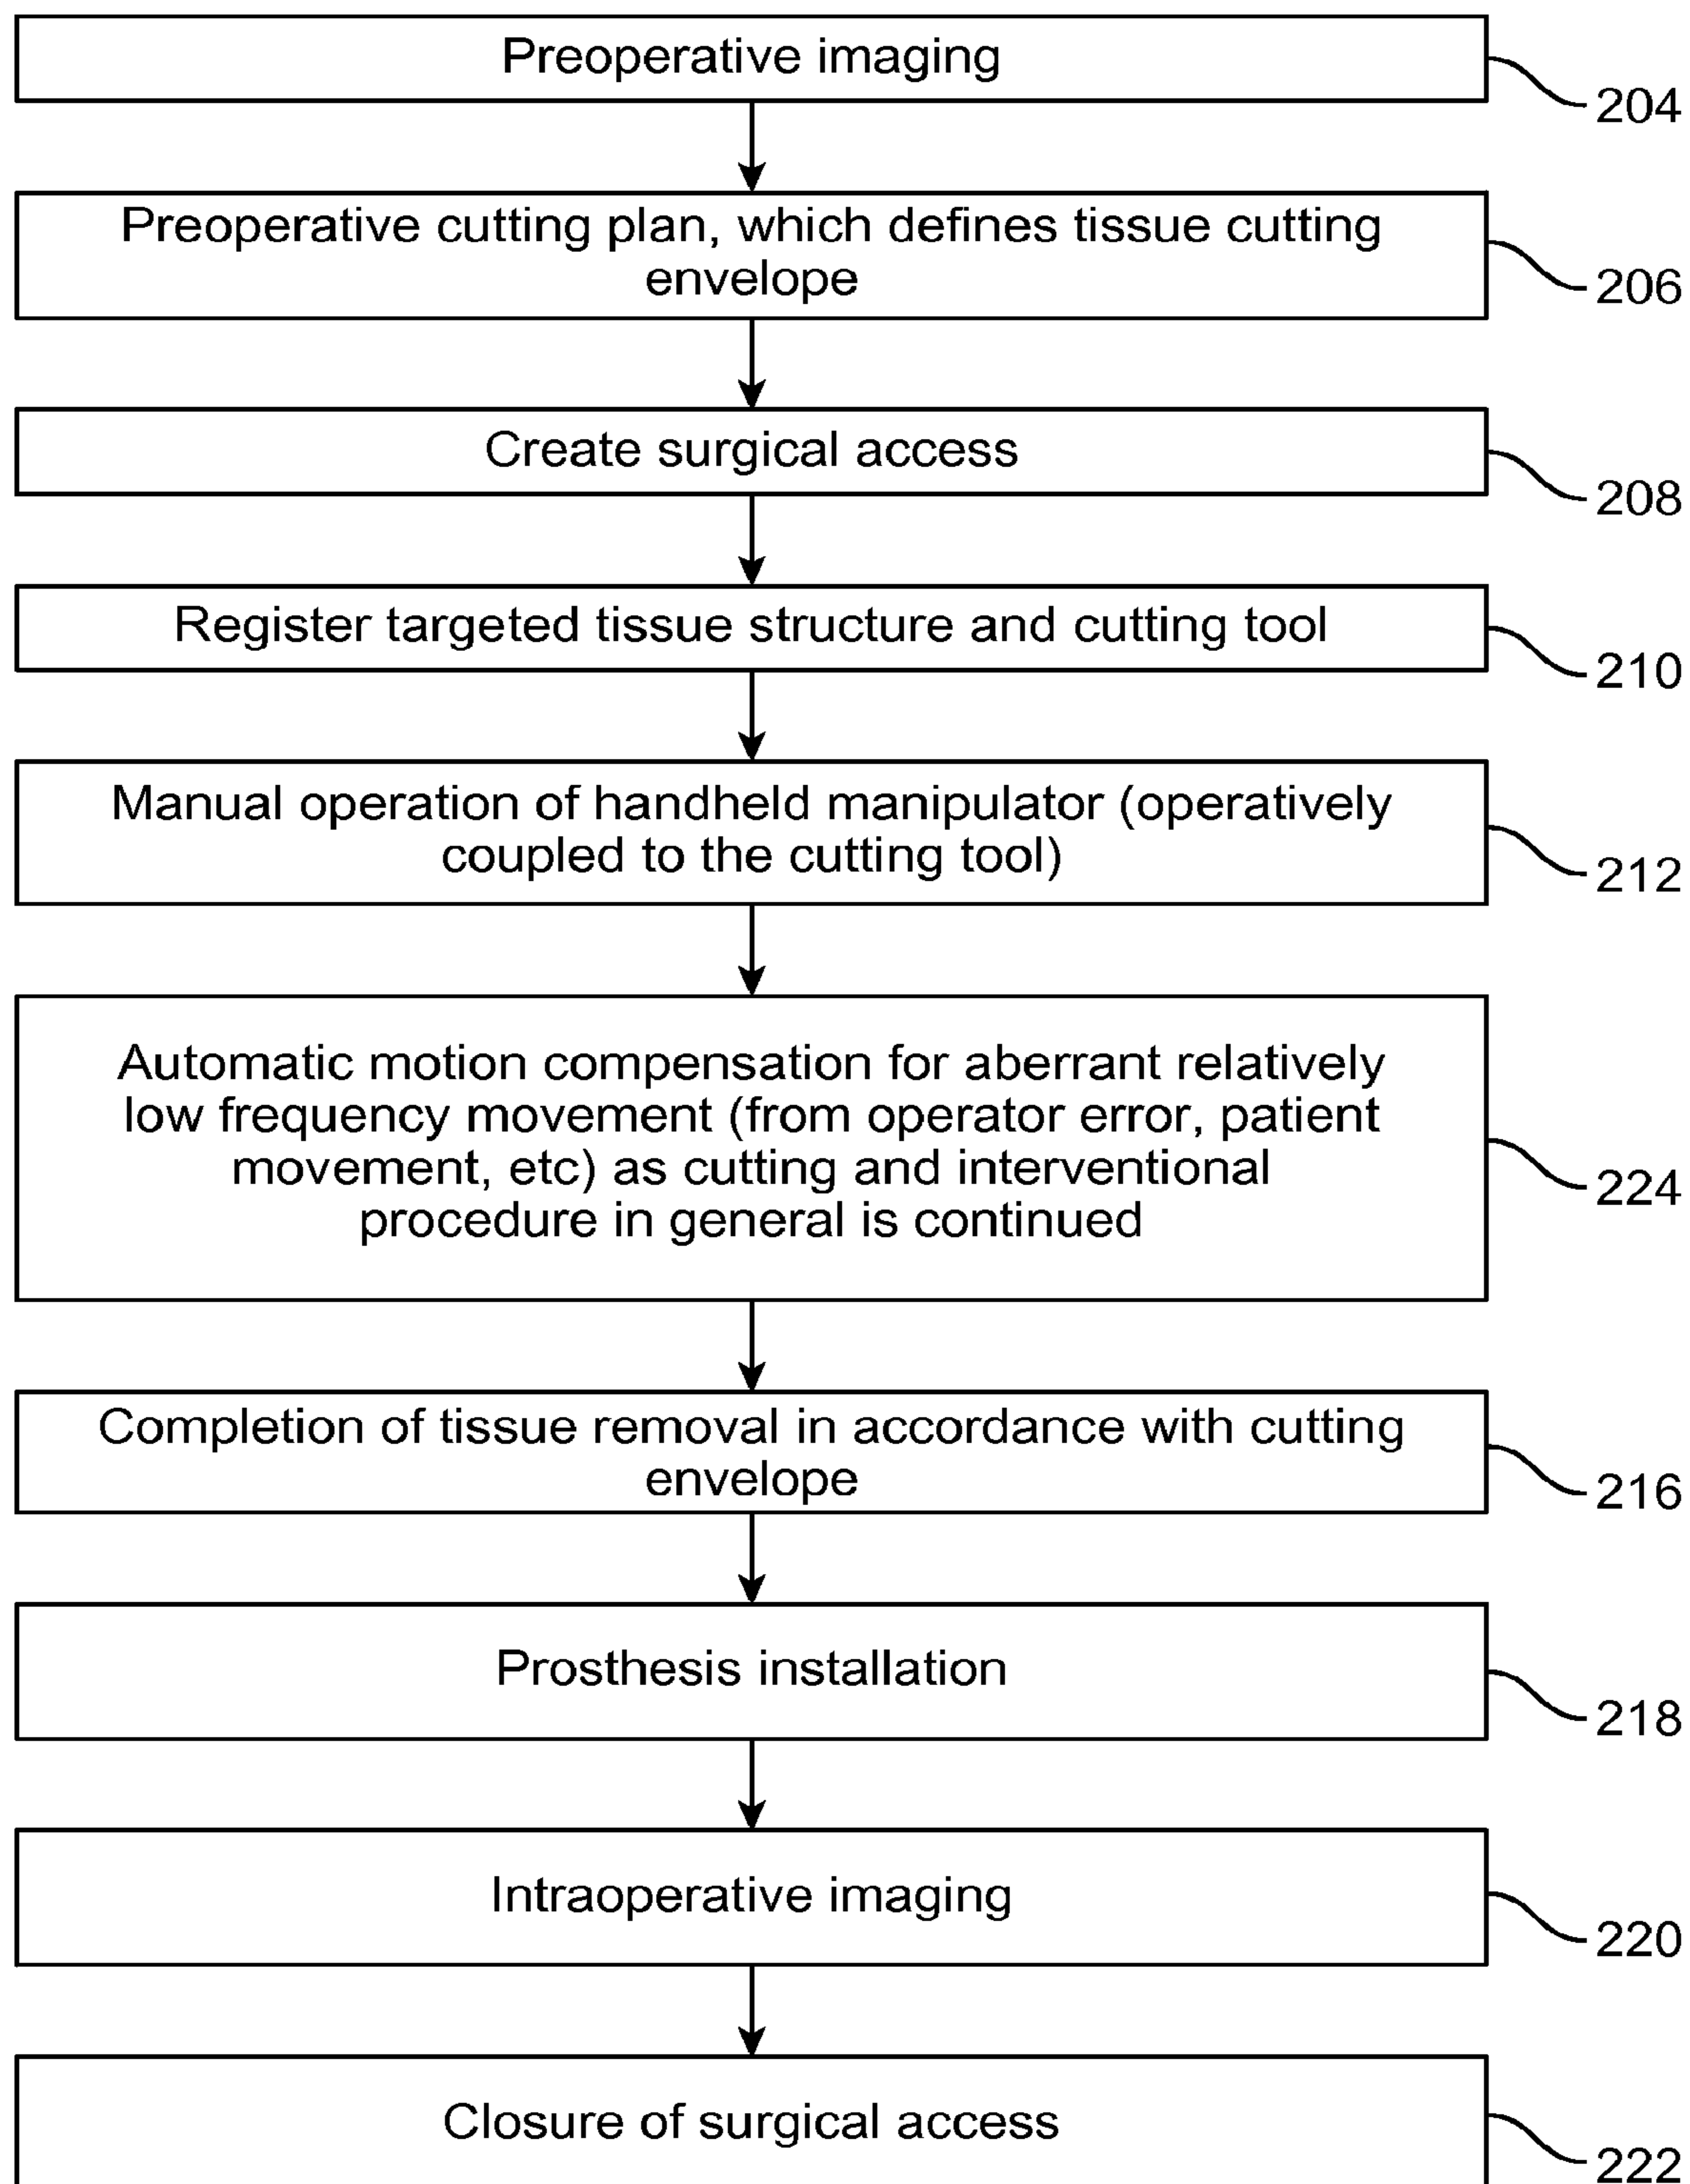 Preoperative imaging
204
Preoperative cutting plan, which defines tissue cutting
envelope
206
Create surgical access
208
Register targeted tissue structure and cutting tool
210
Manual operation of handheld manipulator (operatively
coupled to the cutting tool)
212
Automatic motion compensation for aberrant relatively
low frequency movement (from operator error, patient
movement, etc) as cutting and interventional
procedure in general is continued
224
Completion of tissue removal in accordance with cutting
envelope
216
Prosthesis installation
218
Intraoperative imaging
220
Closure of surgical access
222